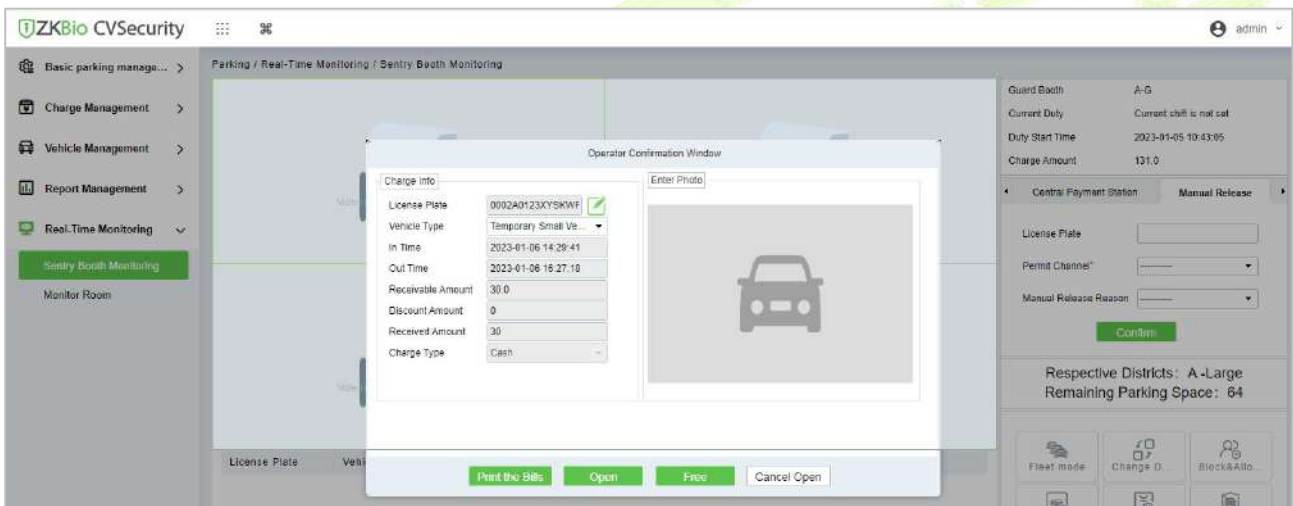 ZKBio CVSecurity
admin
Basic parking manage...
Charge Management
Vehicle Management
Report Management
Real-Time Monitoring
Sentry Booth Monitoring
Monitor Room
Parking / Real-Time Monitoring / Sentry Booth Monitoring
Operator Confirmation Window
Charge Info
License Plate 0002A0123XYSKWF
Vehicle Type Temporary Small Ve...
In Time 2023-01-06 14:29:41
Out Time 2023-01-06 16:27:18
Receivable Amount 30.0
Discount Amount 0
Received Amount 30
Charge Type Cash
Enter Photo
Print the Bills Open Free Cancel Open
License Plate Vehi
Guard Booth A-G
Current Duty Current shift is not set
Duty Start Time 2023-01-05 10:43:05
Charge Amount 131.0
Central Payment Station Manual Release
License Plate
Permit Channel* ---------
Manual Release Reason ---------
Confirm
Respective Districts: A-Large
Remaining Parking Space: 64
Fleet mode Change D... Block&Allo...